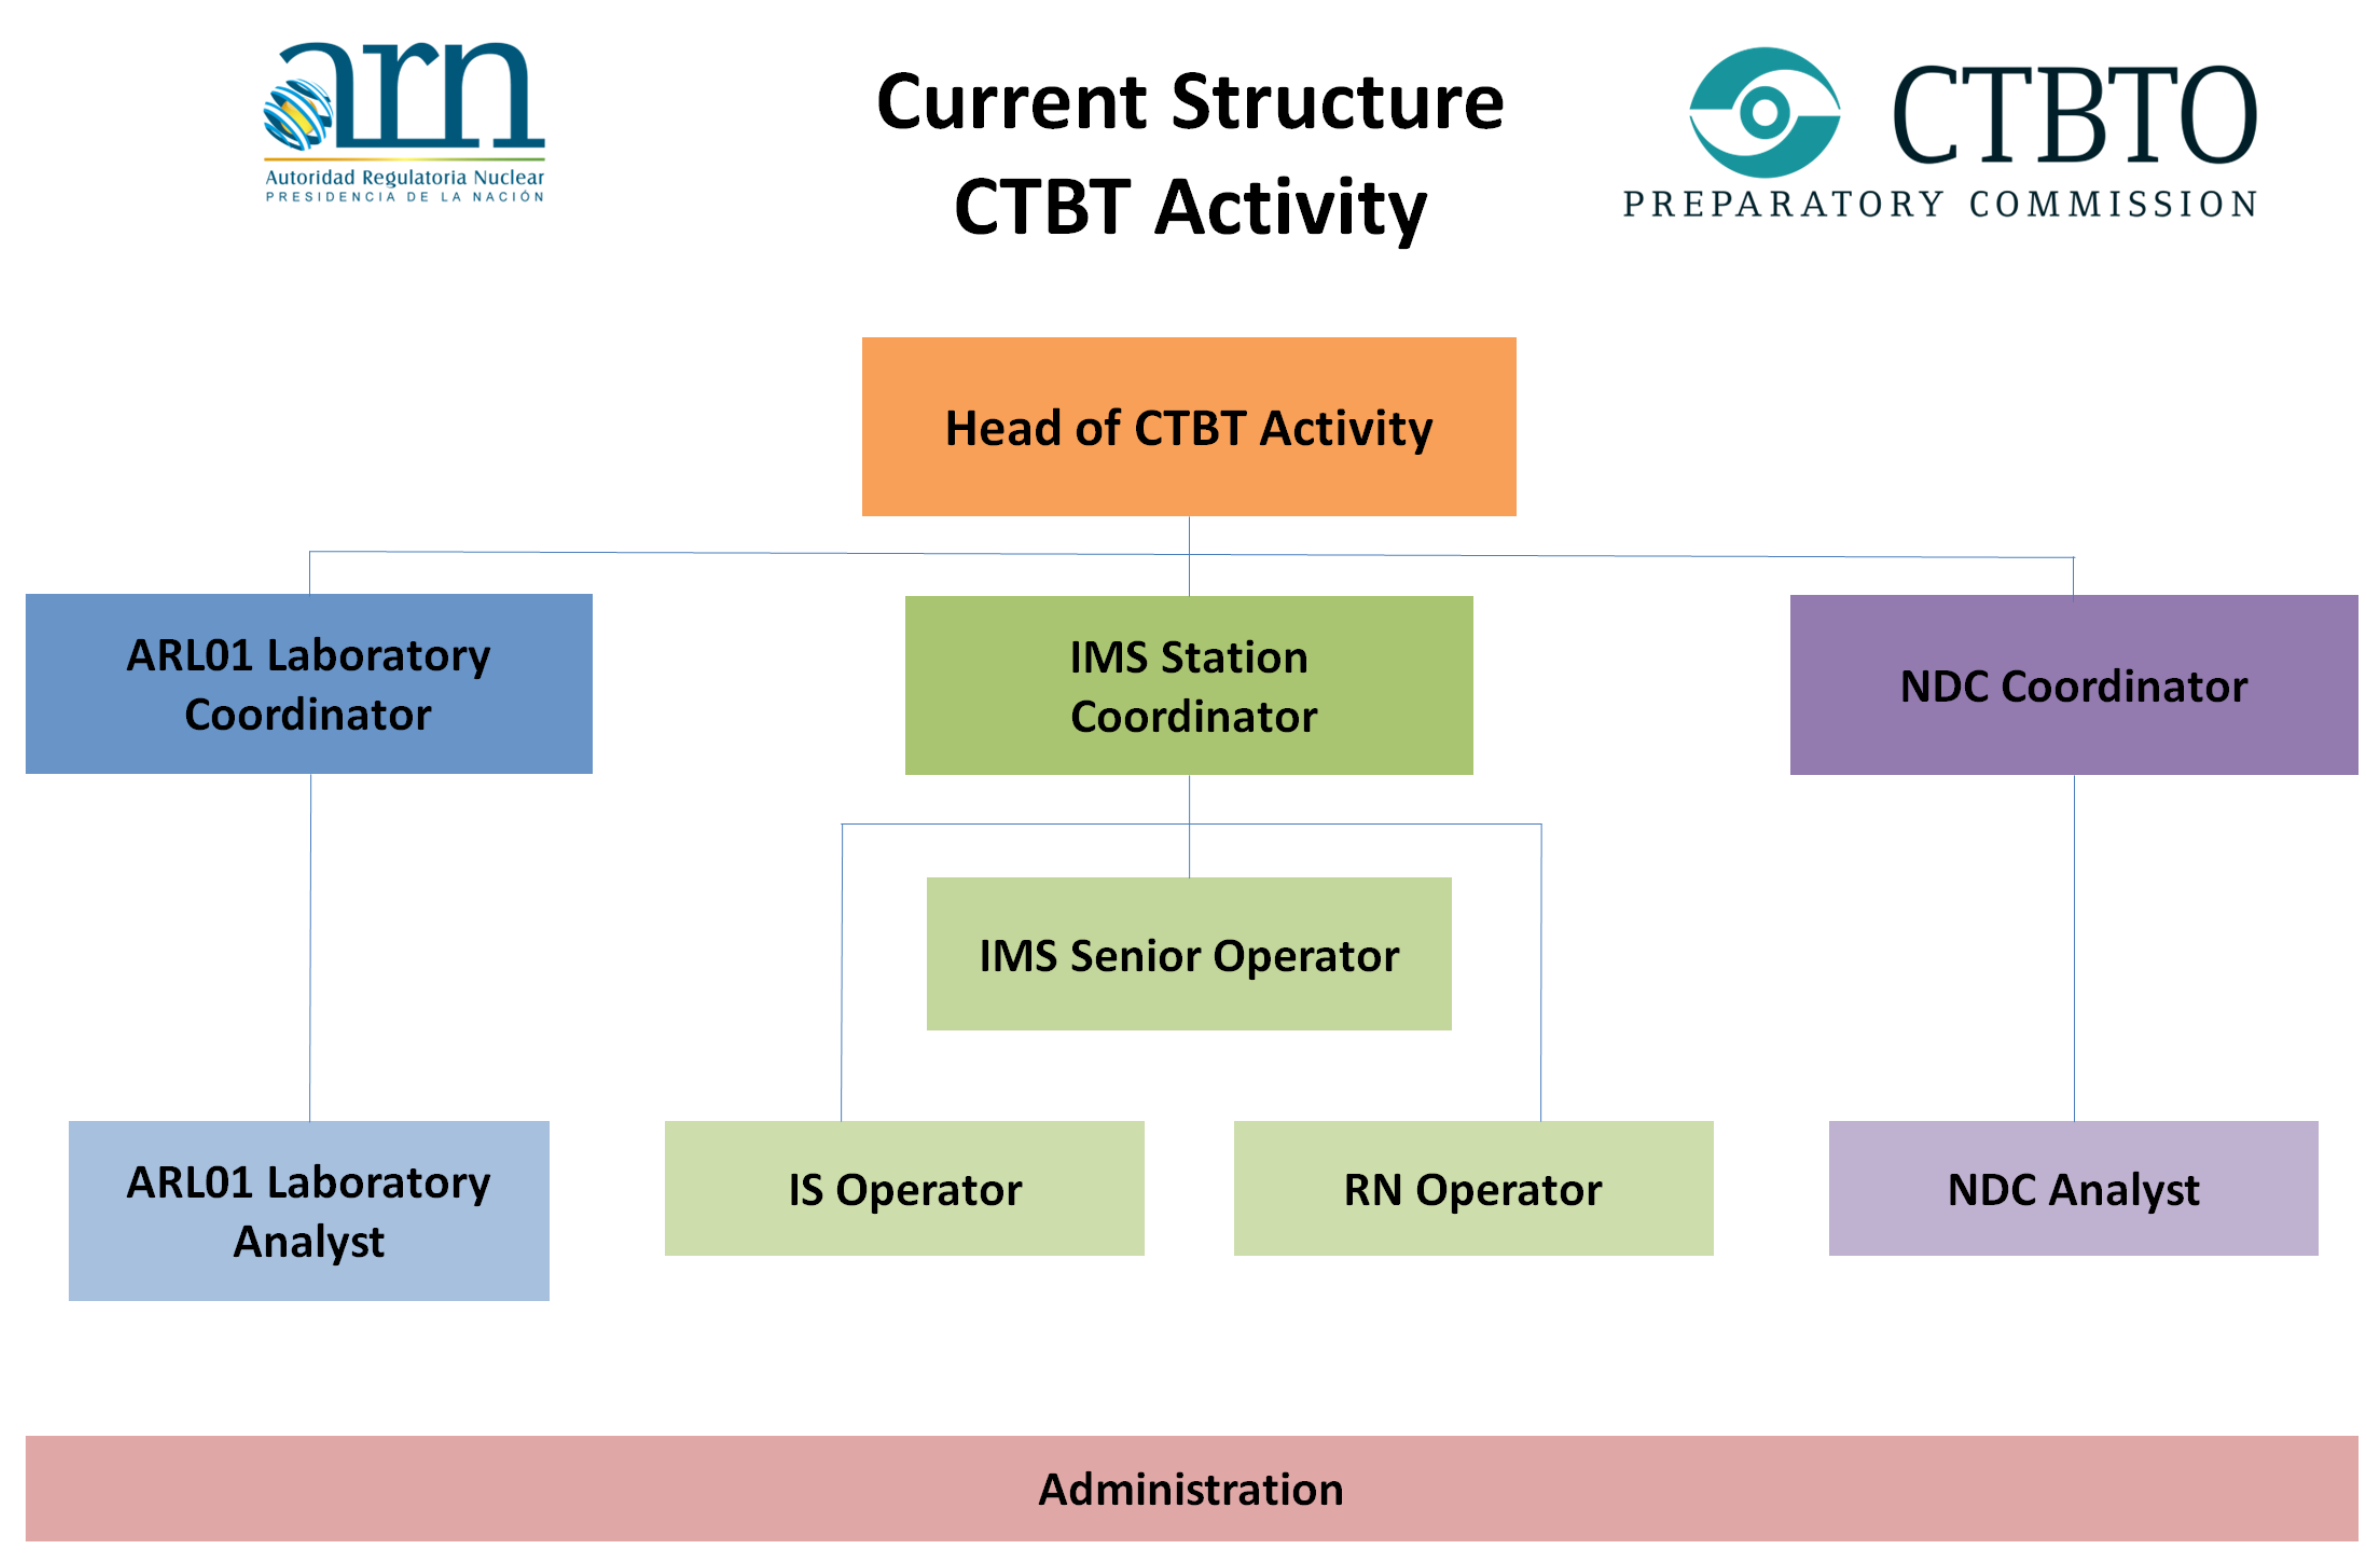 arn
Autoridad Regulatoria Nuclear
PRESIDENCIA DE LA NACIÓN
Current Structure
CTBT Activity
CTBTO
PREPARATORY COMMISSION
Head of CTBT Activity
ARL01 Laboratory
Coordinator
IMS Station
Coordinator
NDC Coordinator
IMS Senior Operator
ARL01 Laboratory
Analyst
IS Operator
RN Operator
NDC Analyst
Administration